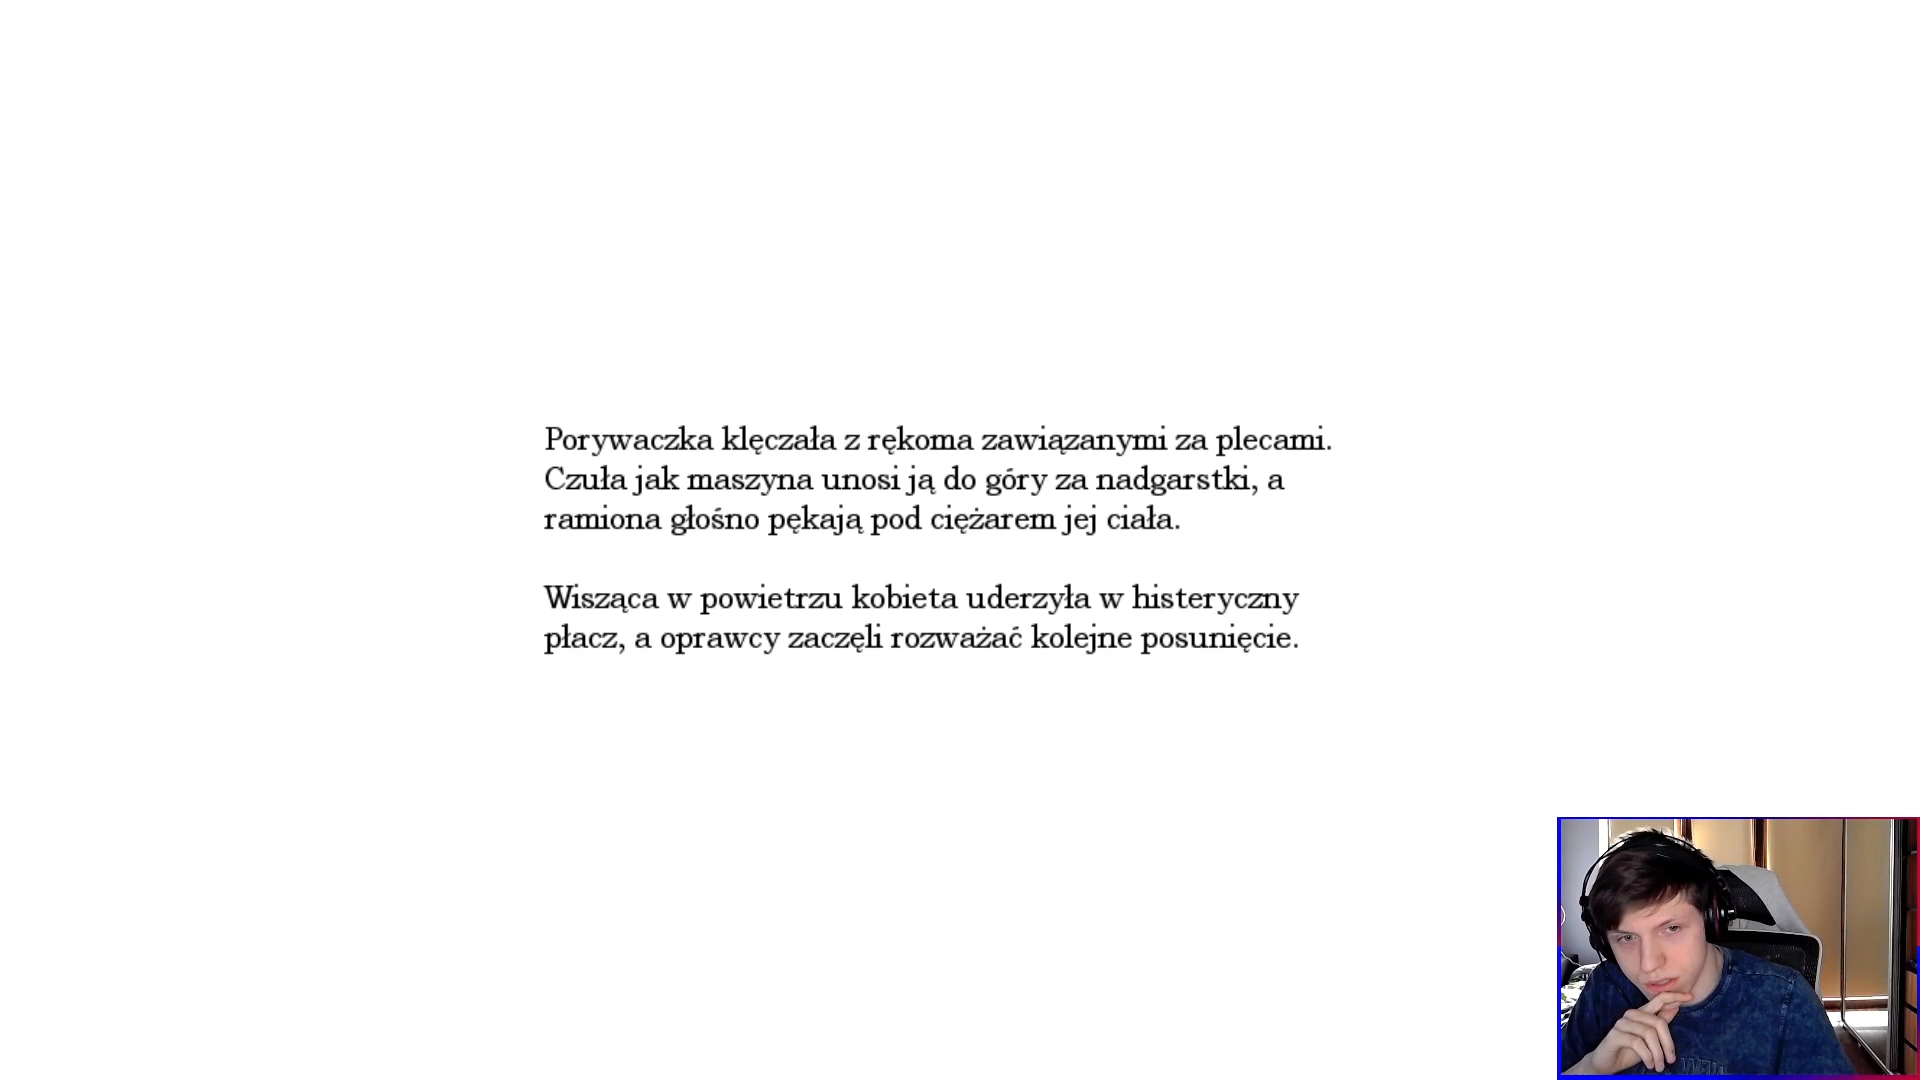 Porywaczka klęczała z rękoma zawiązanymi za plecami.
Czuła jak maszyna unosi ją do góry za nadgarstki, a
ramiona głośno pękają pod ciężarem jej ciała.
Wisząca w powietrzu kobieta uderzyła w histeryczny
płacz, a oprawcy zaczęli rozważać kolejne posunięcie.